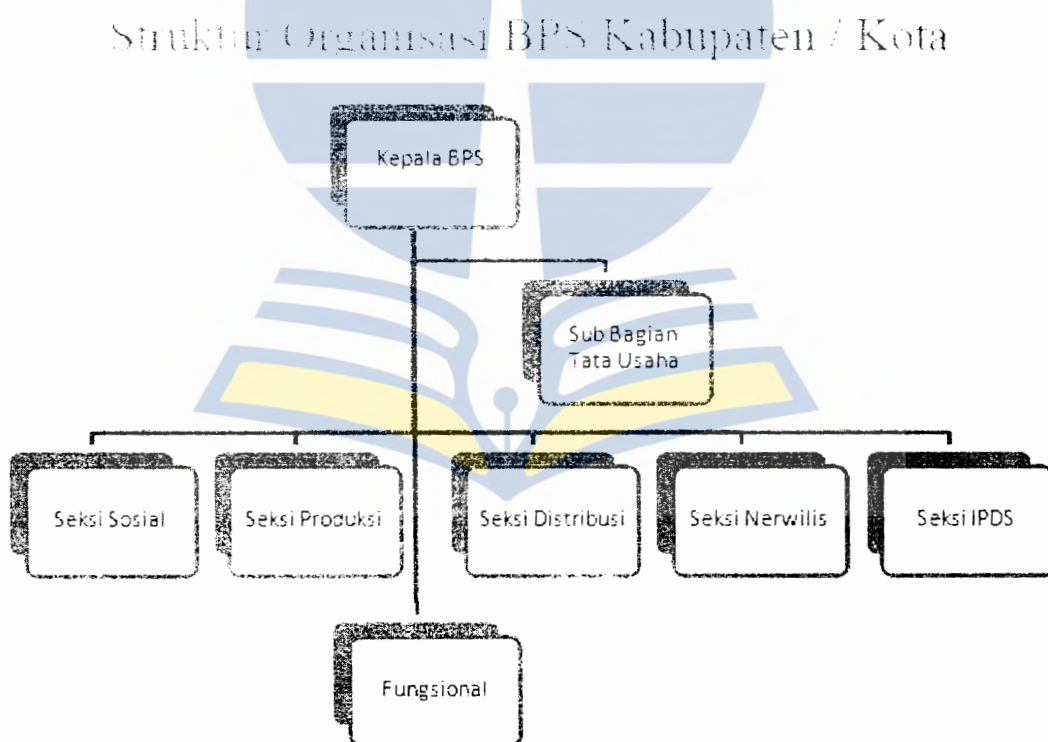 Struktur Organisasi BPS Kabupaten / Kota
Kepala BPS
Sub Bagian
Tata Usaha
Seksi Sosial
Seksi Produksi
Seksi Distribusi
Seksi Nerwilis
Seksi IPDS
Fungsional